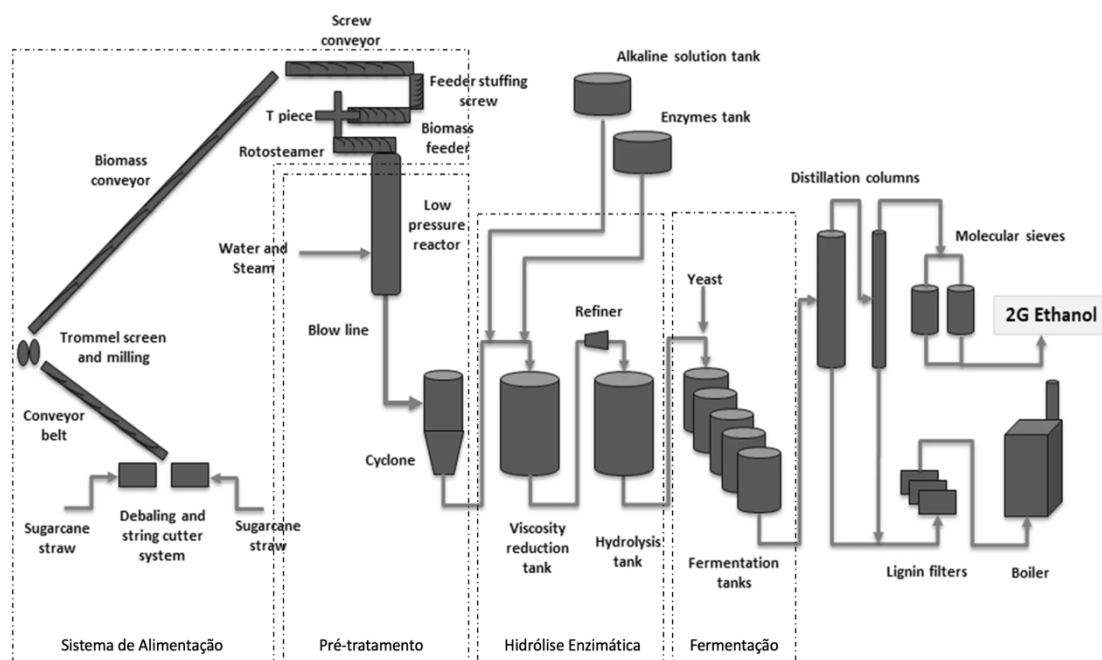 Screw
conveyor
Alkaline solution tank
Feeder stuffing
screw
T piece
Enzymes tank
Biomass
feeder
Rotosteamer
Biomass
conveyor
Distillation columns
Low
pressure
reactor
Water and
Steam
Molecular sieves
Yeast
2G Ethanol
Refiner
Blow line
Trommel screen
and milling
Conveyor
belt
Cyclone
Sugarcane
straw
Debaling and
string cutter
system
Sugarcane
straw
Viscosity
reduction
tank
Hydrolysis
tank
Fermentation
tanks
Lignin filters
Boiler
Sistema de Alimentação
Pré-tratamento
Hidrólise Enzimática
Fermentação